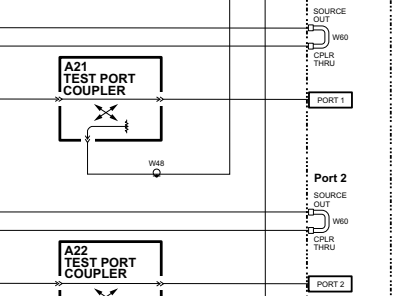 SOURCE
OUT
W60
CPLR
THRU
A21
TEST PORT
COUPLER
PORT 1
W48
Port 2
SOURCE
OUT
W60
CPLR
THRU
A22
TEST PORT
COUPLER
PORT 2